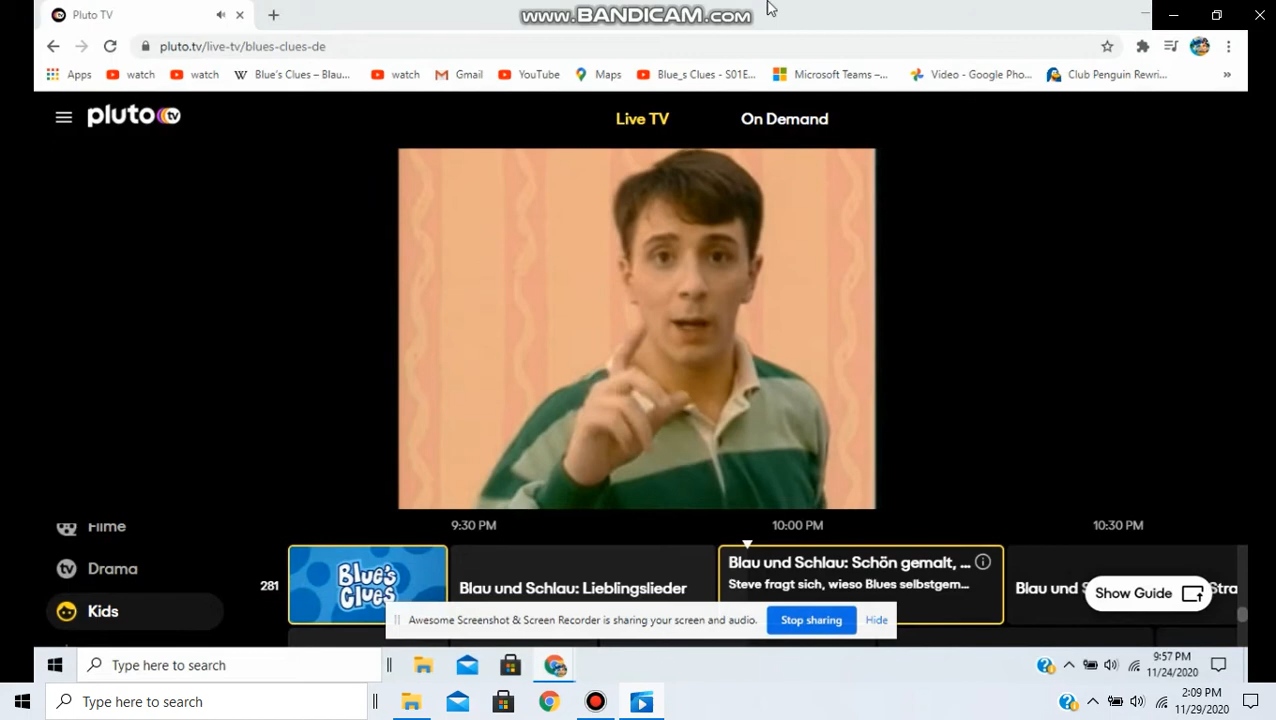 Pluto TV
www.BANDICAM.com
pluto.tv/live-tv/blues-clues-de
Apps
watch
watch
Blue's Clues – Blau...
watch
Gmail
YouTube
Maps
Blue_s Clues - S01E...
Microsoft Teams –...
Video - Google Pho...
Club Penguin Rewri...
»
pluto tv
Live TV
On Demand
9:30 PM
10:00 PM
10:30 PM
Filme
Drama
Kids
281
BLUE'S CLUES
Blau und Schlau: Lieblingslieder
Blau und Schlau: Schön gemalt, ...
Steve fragt sich, wieso Blues selbstgem...
Show Guide
Awesome Screenshot & Screen Recorder is sharing your screen and audio.
Stop sharing
Hide
Type here to search
9:57 PM
11/24/2020
Type here to search
2:09 PM
11/29/2020